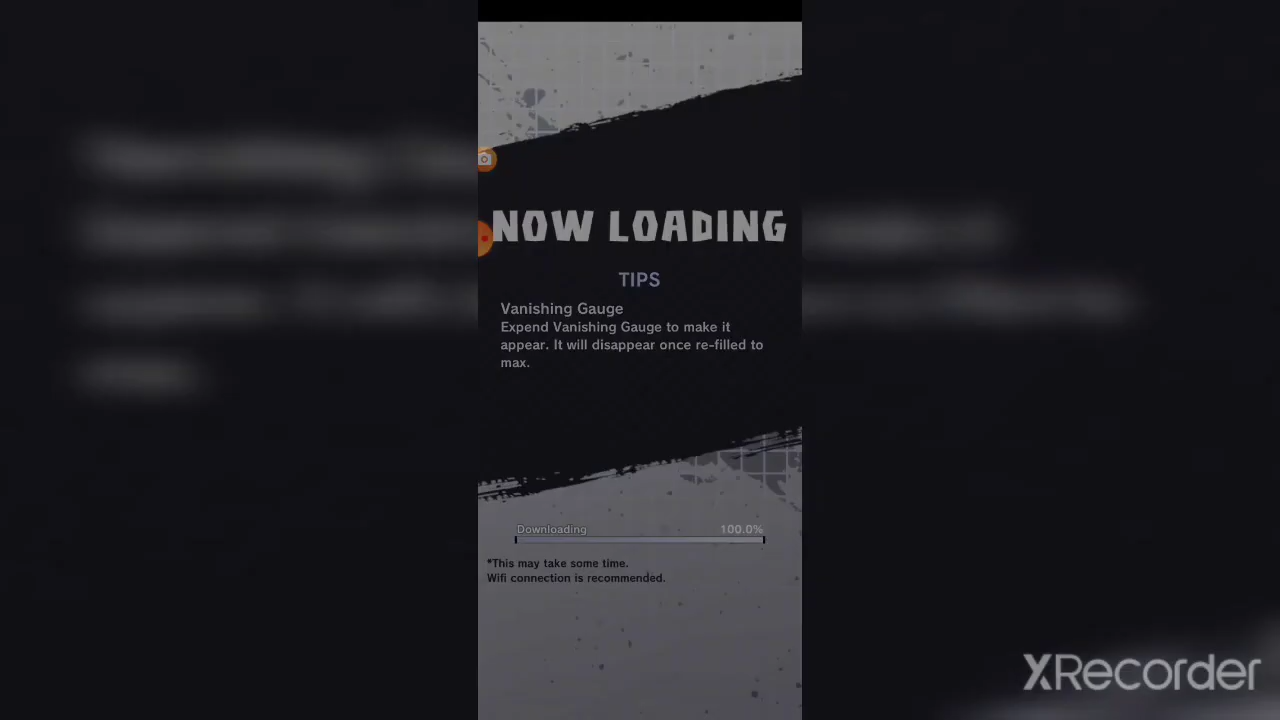 NOW LOADING
TIPS
Vanishing Gauge
Expend Vanishing Gauge to make it
appear. It will disappear once re-filled to
max.
Downloading 100.0%
*This may take some time.
Wifi connection is recommended.
XRecorder